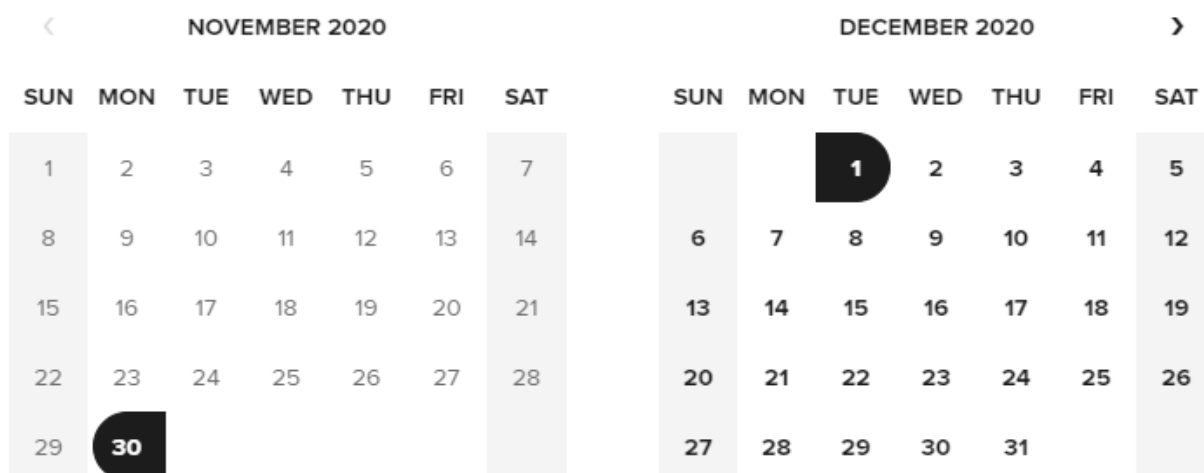 NOVEMBER 2020
SUN MON TUE WED THU FRI SAT
1 2 3 4 5 6 7
8 9 10 11 12 13 14
15 16 17 18 19 20 21
22 23 24 25 26 27 28
29 30
DECEMBER 2020
SUN MON TUE WED THU FRI SAT
1 2 3 4 5
6 7 8 9 10 11 12
13 14 15 16 17 18 19
20 21 22 23 24 25 26
27 28 29 30 31